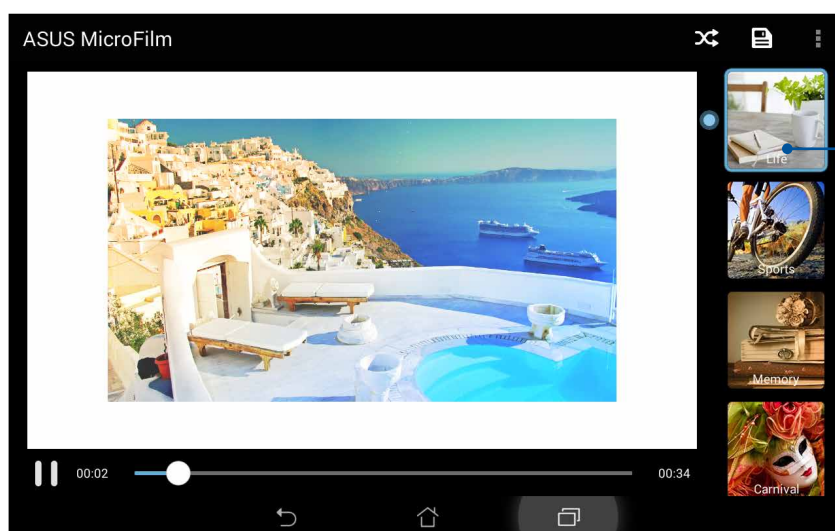 ASUS MicroFilm
Life
Sports
Memory
Carnival
00:02
00:34